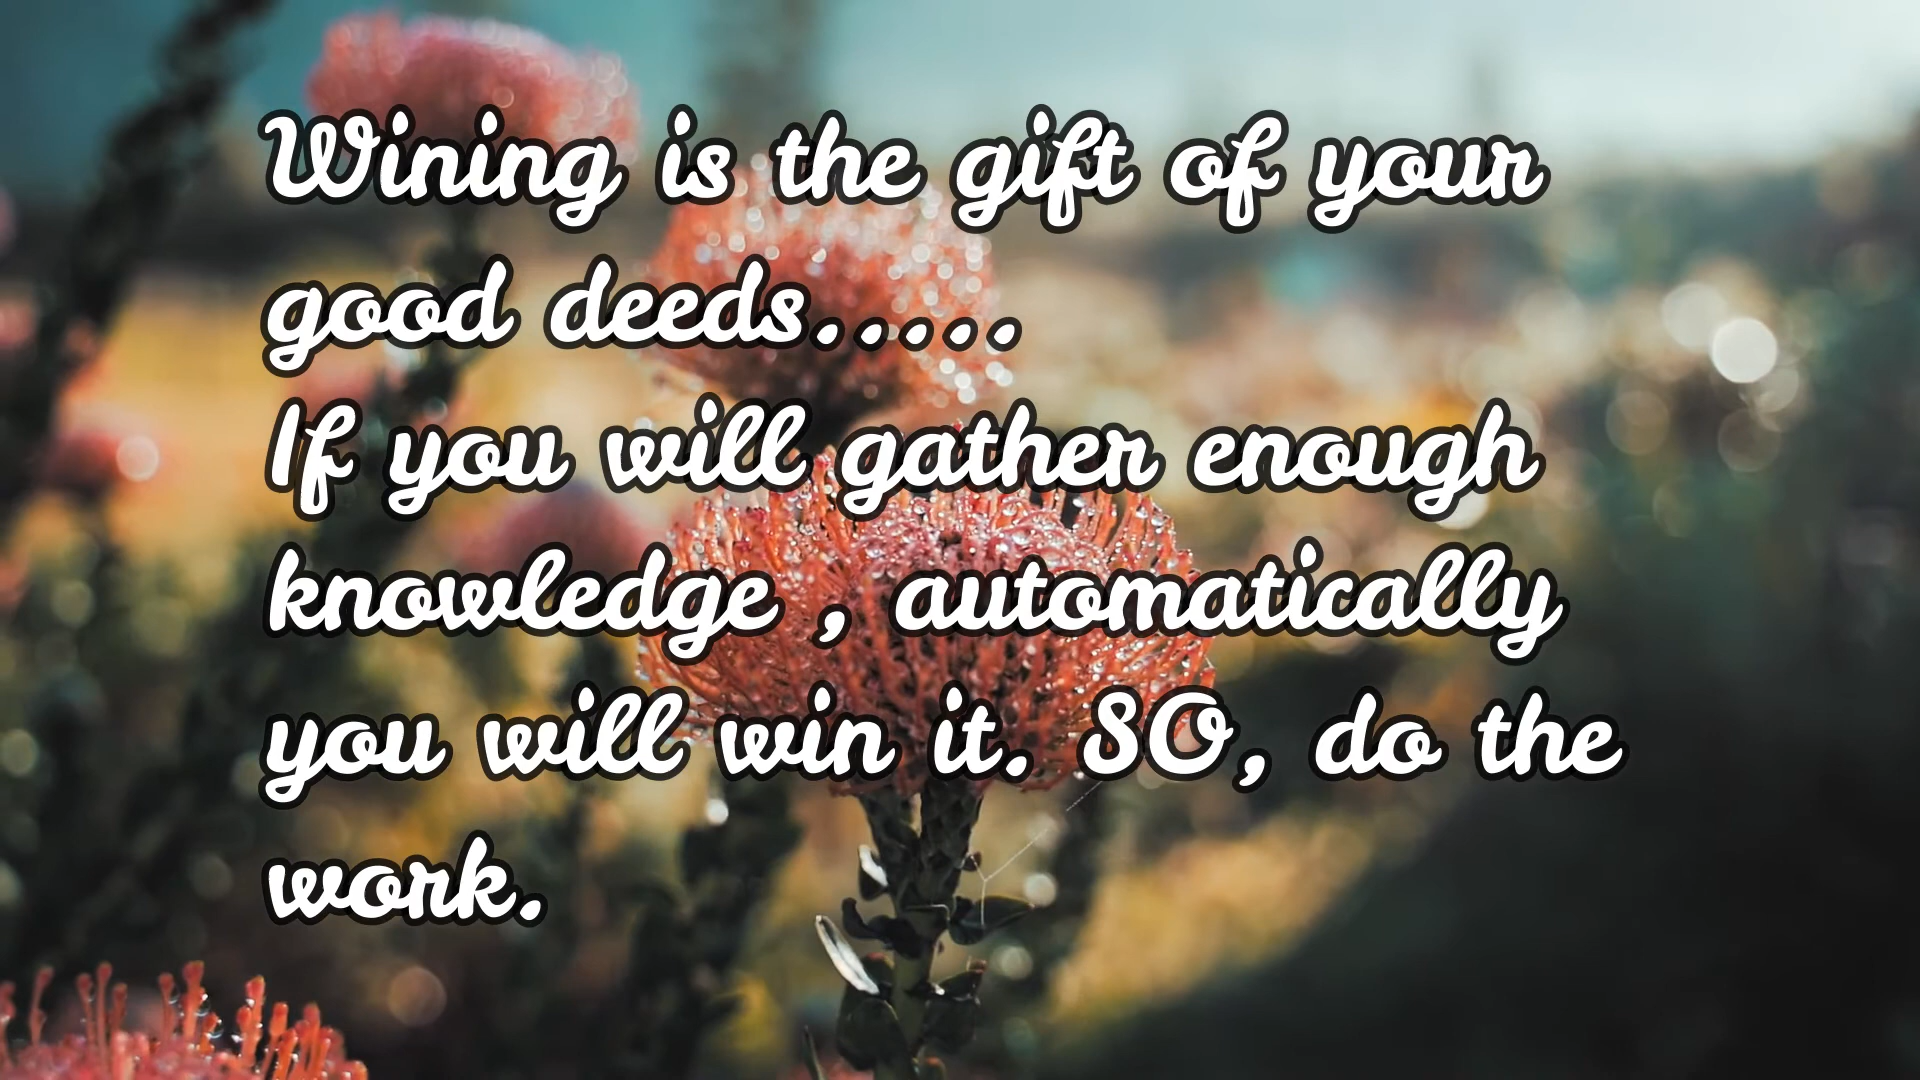 Wining is the gift of your
good deeds.....
If you will gather enough
knowledge , automatically
you will win it. SO, do the
work.